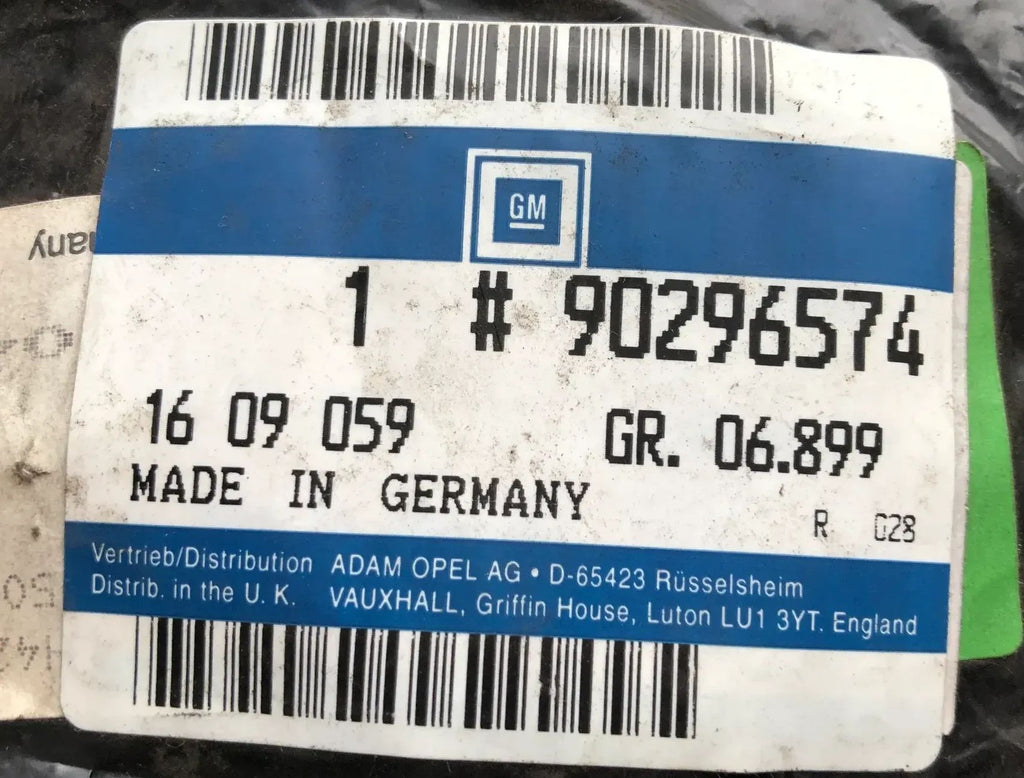 GM
1 # 90296574
16 09 059 GR. 06.899
MADE IN GERMANY
R 028
Vertrieb/Distribution ADAM OPEL AG • D-65423 Rüsselsheim
Distrib. in the U. K. VAUXHALL, Griffin House, Luton LU1 3YT. England
many